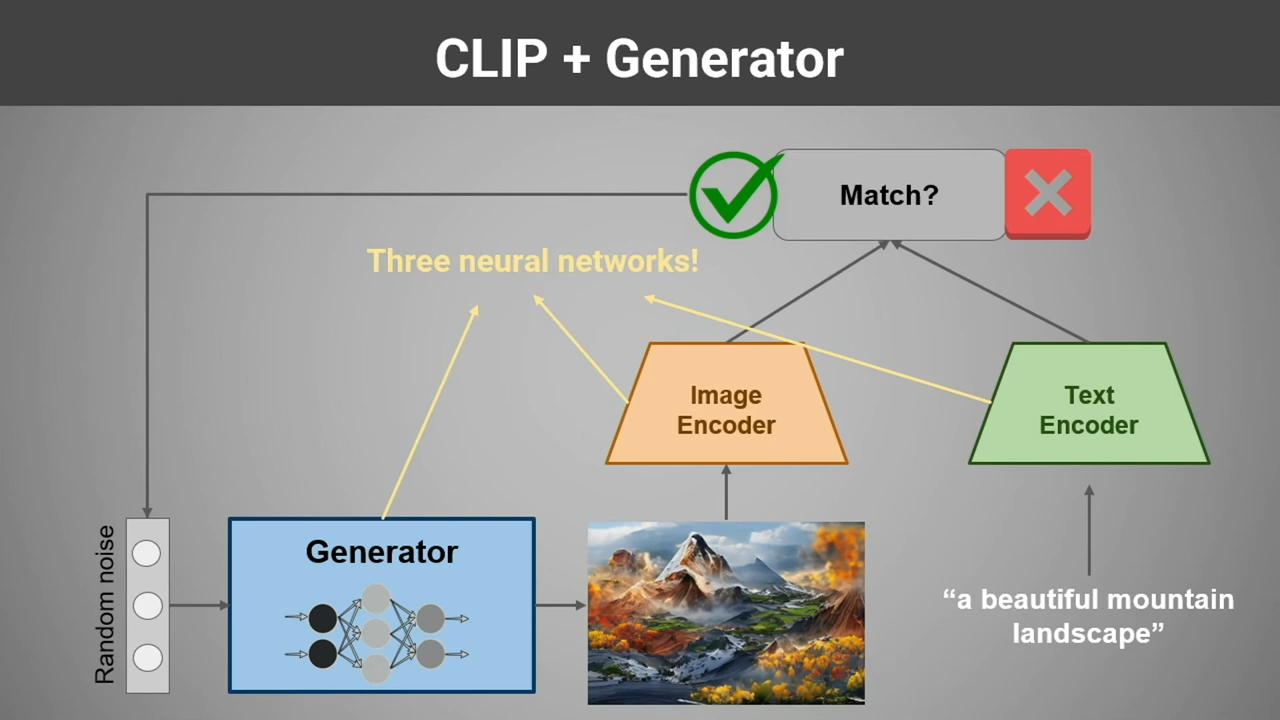 CLIP + Generator
Match?
Three neural networks!
Image
Encoder
Text
Encoder
Random noise
Generator
“a beautiful mountain
landscape”